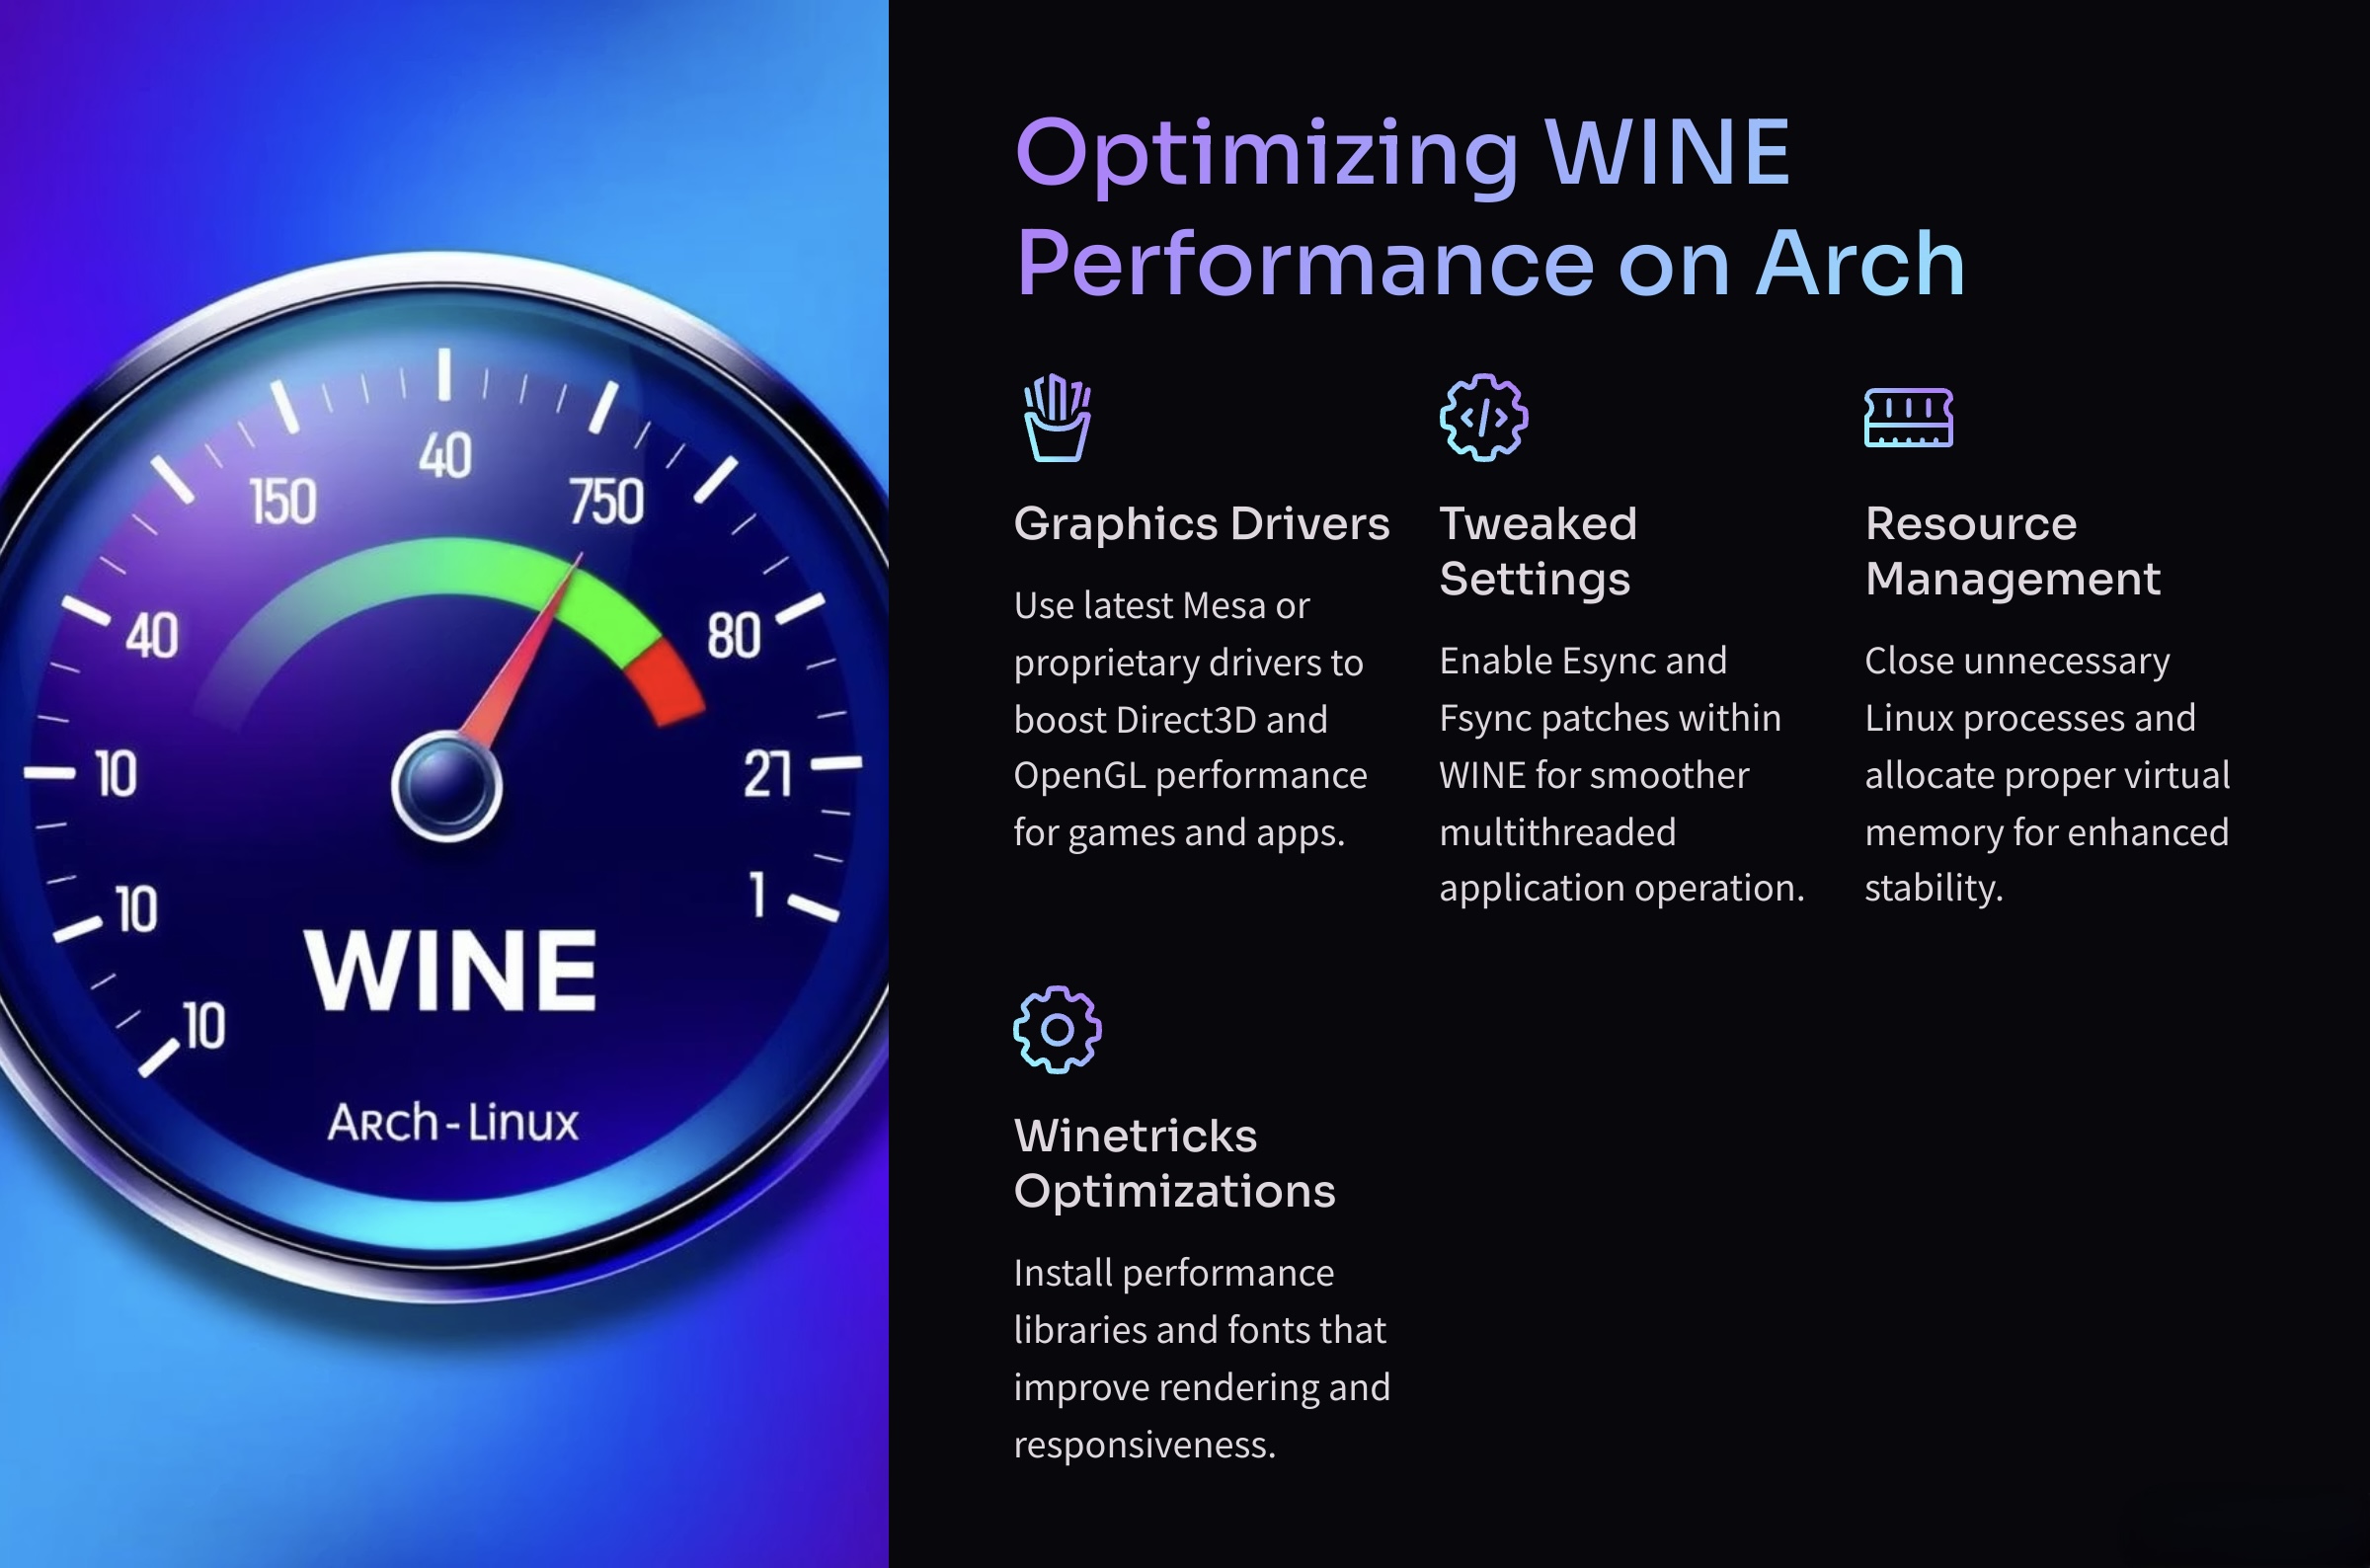 40
150
750
40
80
10
21
10
1
10
WINE
Arch-Linux
Optimizing WINE
Performance on Arch
Graphics Drivers
Use latest Mesa or
proprietary drivers to
boost Direct3D and
OpenGL performance
for games and apps.
Tweaked
Settings
Enable Esync and
Fsync patches within
WINE for smoother
multithreaded
application operation.
Resource
Management
Close unnecessary
Linux processes and
allocate proper virtual
memory for enhanced
stability.
Winetricks
Optimizations
Install performance
libraries and fonts that
improve rendering and
responsiveness.